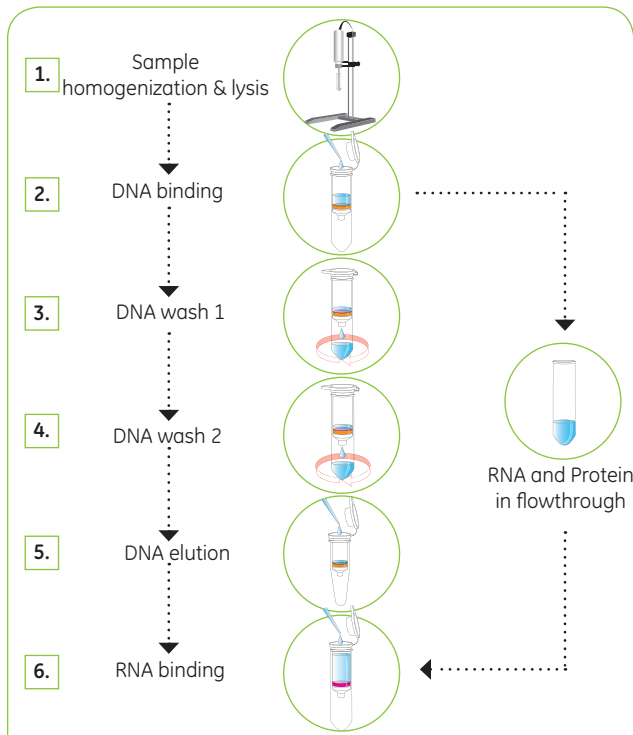 1.
Sample
homogenization & lysis
2.
DNA binding
3.
DNA wash 1
4.
DNA wash 2
RNA and Protein
in flowthrough
5.
DNA elution
6.
RNA binding